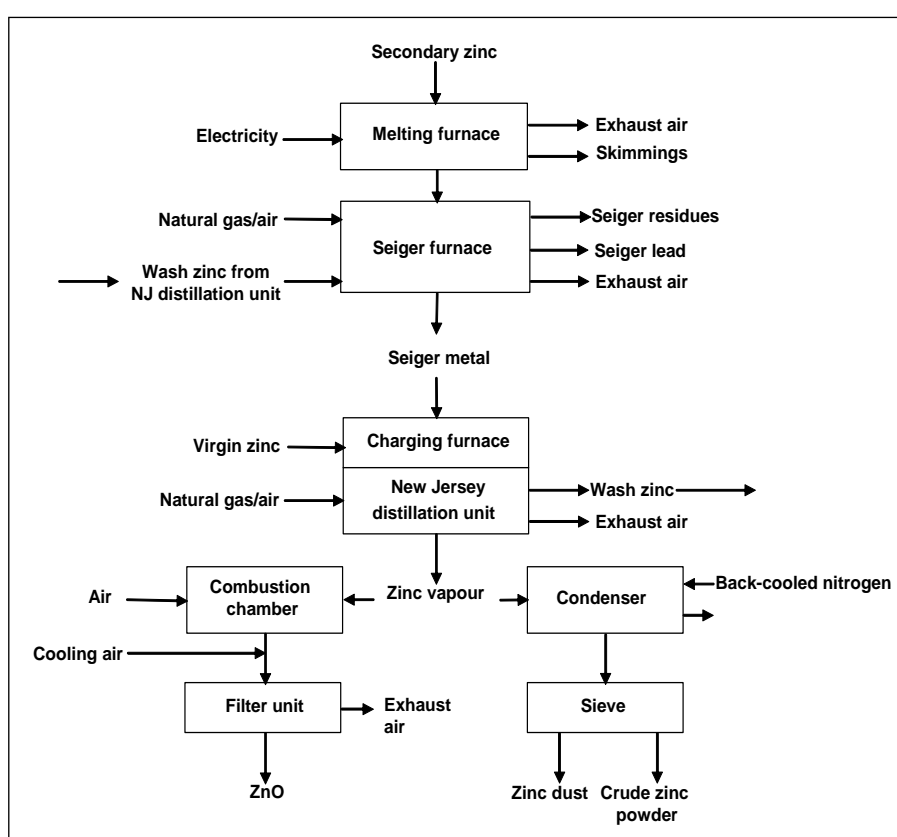 Secondary zinc
Electricity
Melting furnace
Exhaust air
Skimmings
Natural gas/air
Seiger furnace
Seiger residues
Seiger lead
Wash zinc from
NJ distillation unit
Exhaust air
Seiger metal
Virgin zinc
Charging furnace
Natural gas/air
New Jersey
distillation unit
Wash zinc
Exhaust air
Air
Combustion
chamber
Zinc vapour
Condenser
Back-cooled nitrogen
Cooling air
Filter unit
Exhaust
air
Sieve
ZnO
Zinc dust
Crude zinc
powder